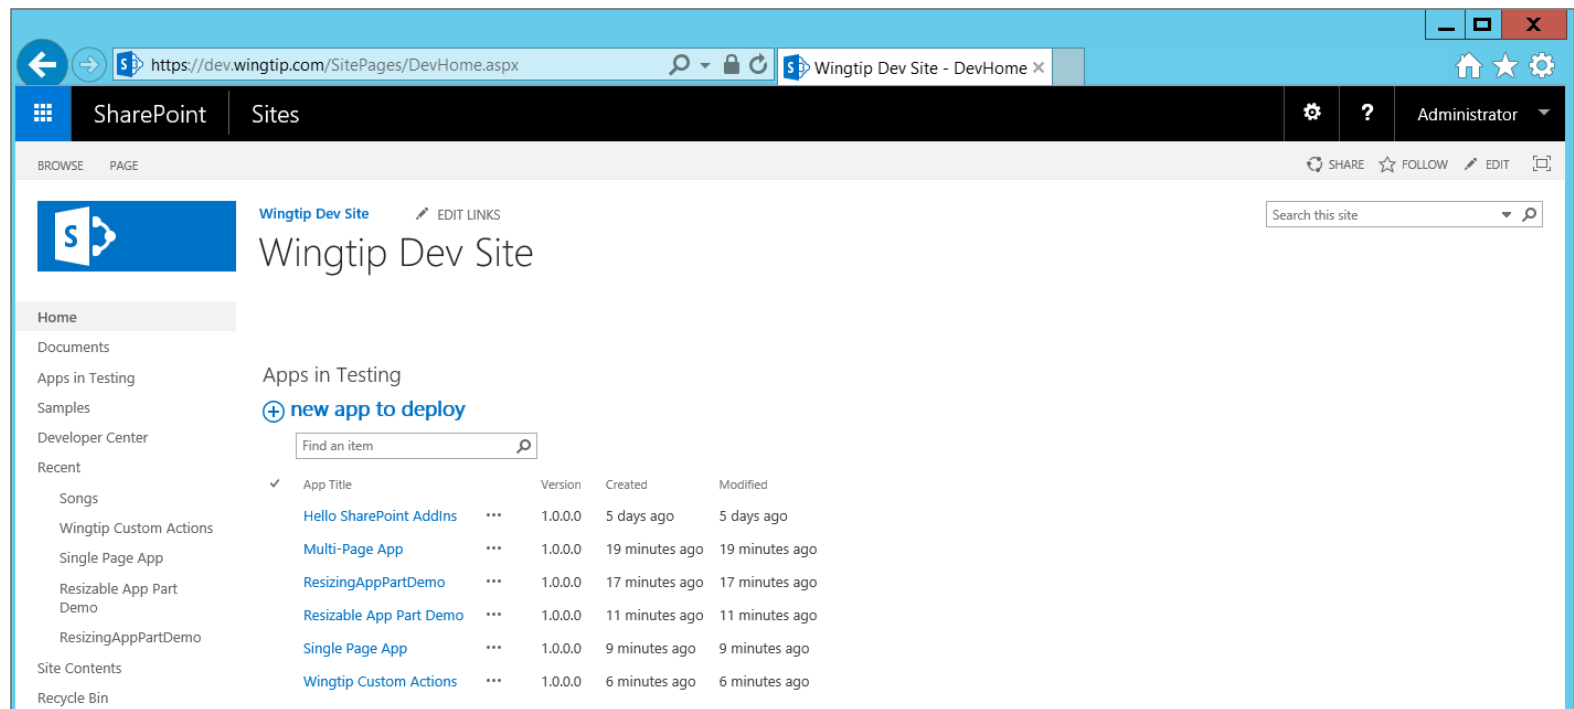 https://dev.wingtip.com/SitePages/DevHome.aspx
Wingtip Dev Site - DevHome
SharePoint Sites ? Administrator
BROWSE PAGE SHARE FOLLOW EDIT
Wingtip Dev Site EDIT LINKS Search this site
Wingtip Dev Site
Home
Documents
Apps in Testing
Samples
Developer Center
Recent
Songs
Wingtip Custom Actions
Single Page App
Resizable App Part
Demo
ResizingAppPartDemo
Site Contents
Recycle Bin
Apps in Testing
new app to deploy
Find an item
App Title Version Created Modified
Hello SharePoint AddIns ... 1.0.0.0 5 days ago 5 days ago
Multi-Page App ... 1.0.0.0 19 minutes ago 19 minutes ago
ResizingAppPartDemo ... 1.0.0.0 17 minutes ago 17 minutes ago
Resizable App Part Demo ... 1.0.0.0 11 minutes ago 11 minutes ago
Single Page App ... 1.0.0.0 9 minutes ago 9 minutes ago
Wingtip Custom Actions ... 1.0.0.0 6 minutes ago 6 minutes ago